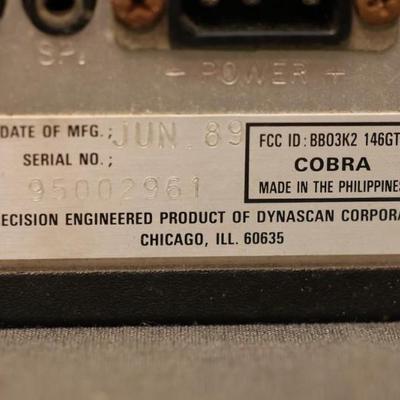 SP.
- POWER +
DATE OF MFG.; JUN. 89
SERIAL NO.;
95002961
FCC ID: BBO3K2 146GT
COBRA
MADE IN THE PHILIPPINES
ECISION ENGINEERED PRODUCT OF DYNASCAN CORPORA
CHICAGO, ILL. 60635